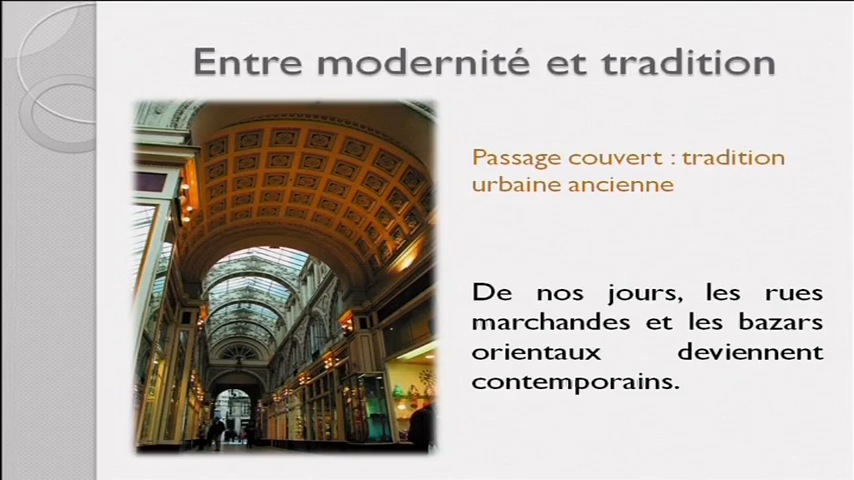 Entre modernité et tradition
Passage couvert : tradition
urbaine ancienne
De nos jours, les rues
marchandes et les bazars
orientaux deviennent
contemporains.